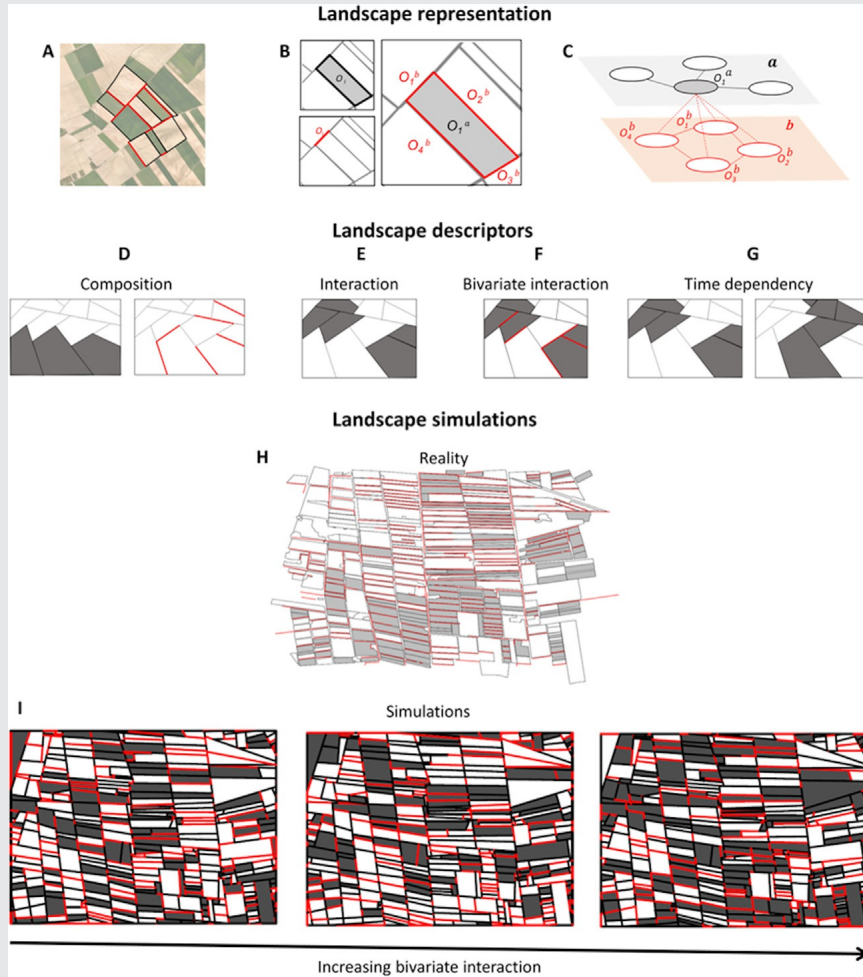 Landscape representation
A
B
C
O₁
O
O₁ᵇ
O₂ᵇ
O₁ᵃ
O₄ᵇ
O₃ᵇ
a
O₁ᵃ
b
O₁ᵇ
O₄ᵇ
O₂ᵇ
O₃ᵇ
Landscape descriptors
D
E
F
G
Composition
Interaction
Bivariate interaction
Time dependency
Landscape simulations
H
Reality
I
Simulations
Increasing bivariate interaction